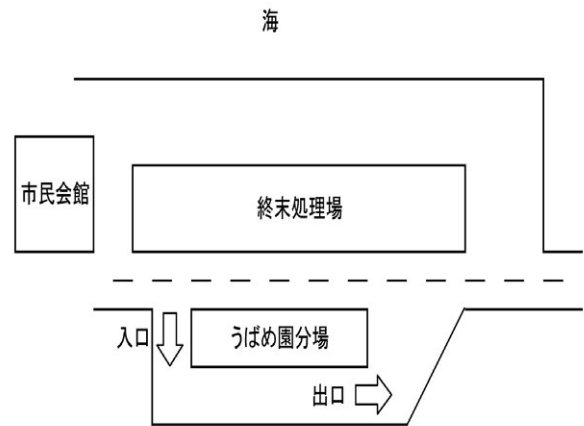 海
市民会館
終末処理場
入口
うばめ園分場
出口